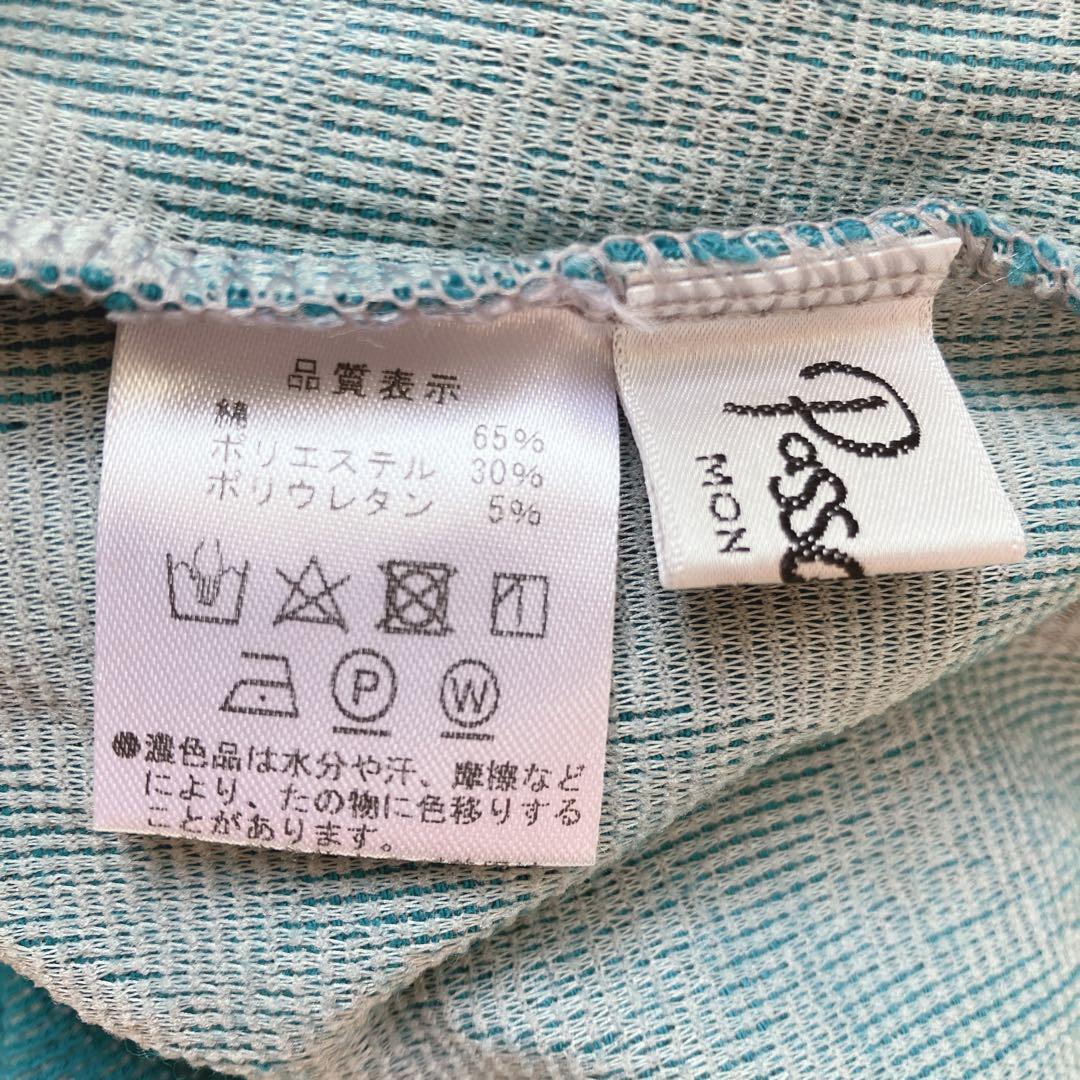 品質表示
綿 65%
ポリエステル 30%
ポリウレタン 5%
P W
●濃色品は水分や汗、摩擦など
により、たの物に色移りする
ことがあります。
Passo
NOM